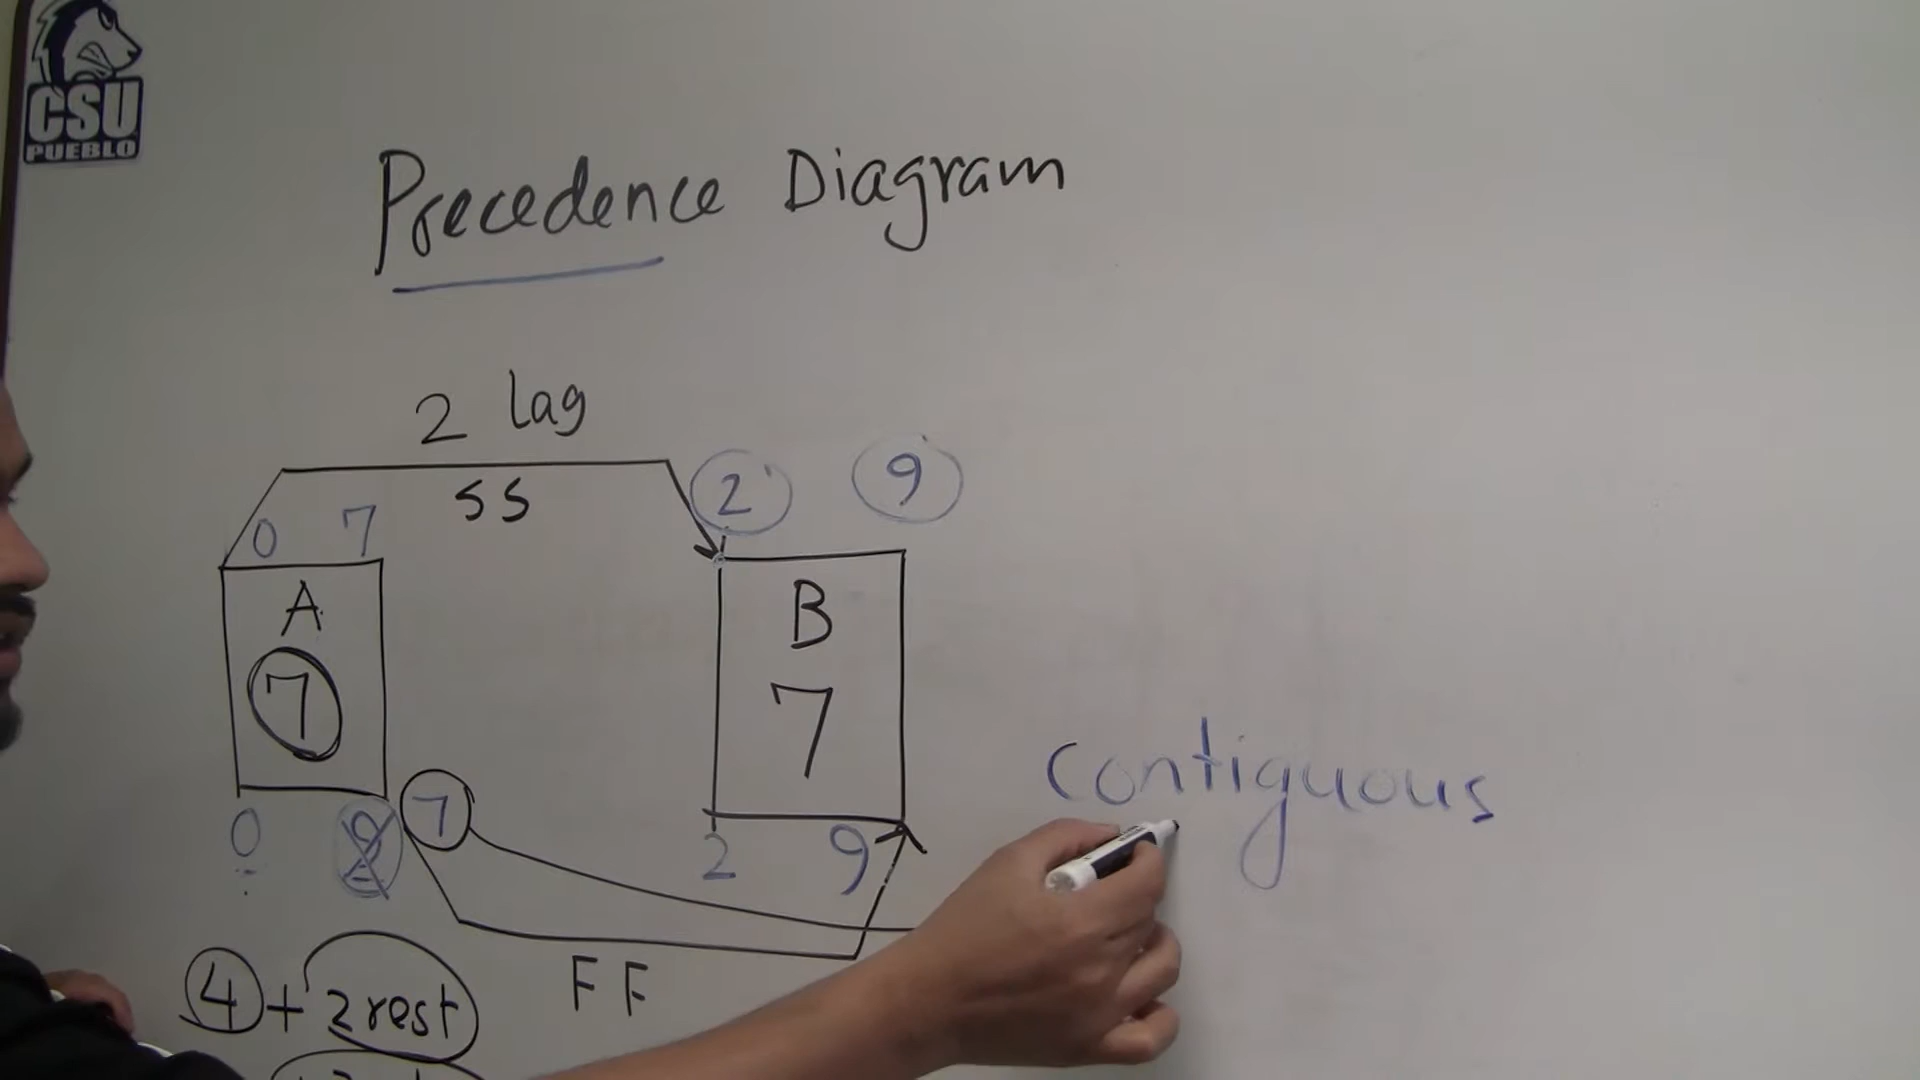 CSU
PUEBLO
Precedence Diagram
2 lag
SS
2 9
0 7
A
7
B
7
contiguous
0 7
2 9
4 + 2 rest
FF